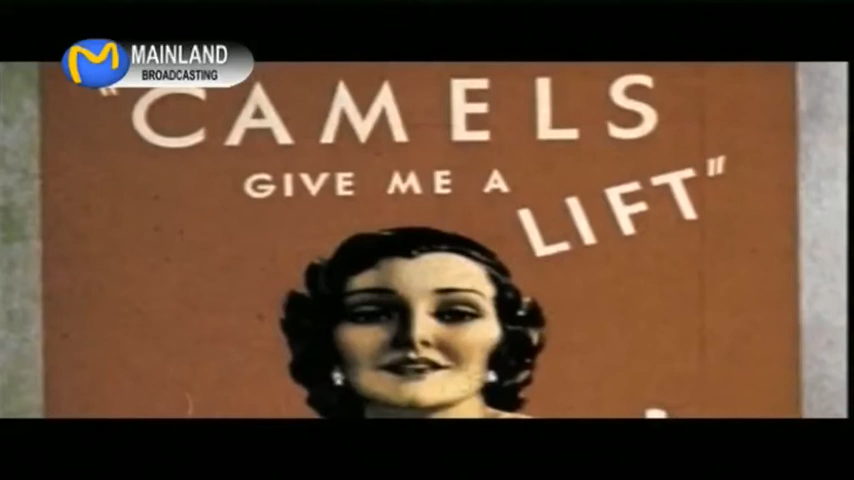 MAINLAND
BROADCASTING
"CAMELS
GIVE ME A
LIFT"